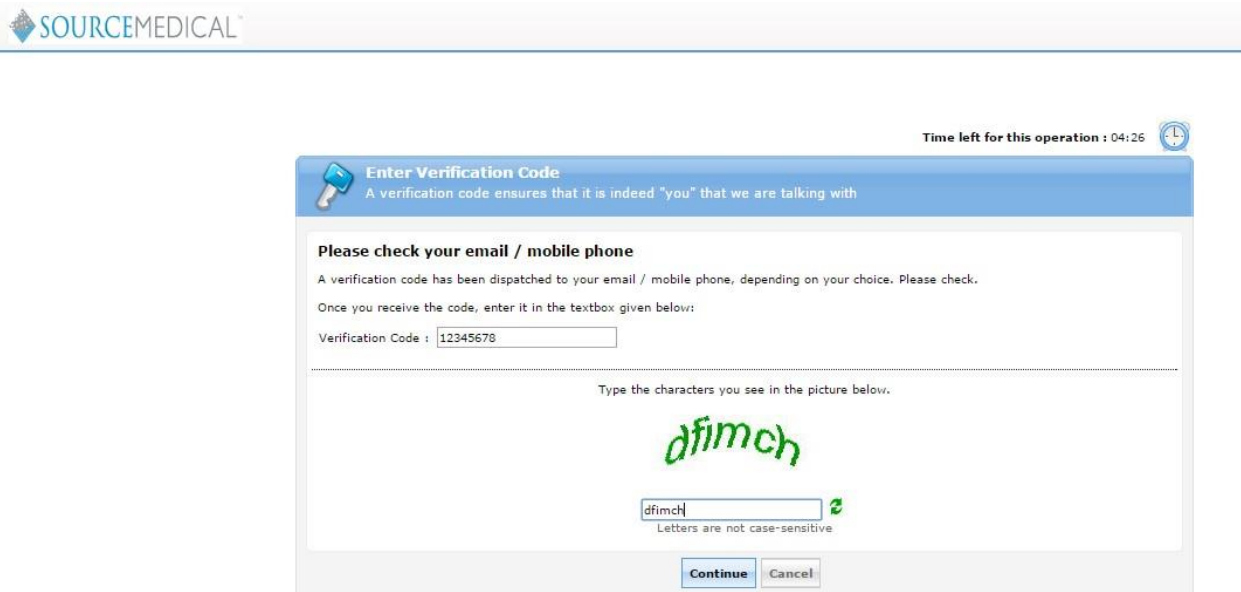 SOURCEMEDICAL
Time left for this operation : 04:26
Enter Verification Code
A verification code ensures that it is indeed "you" that we are talking with
Please check your email / mobile phone
A verification code has been dispatched to your email / mobile phone, depending on your choice. Please check.
Once you receive the code, enter it in the textbox given below:
Verification Code : 12345678
Type the characters you see in the picture below.
dfimch
dfimch
Letters are not case-sensitive
Continue Cancel